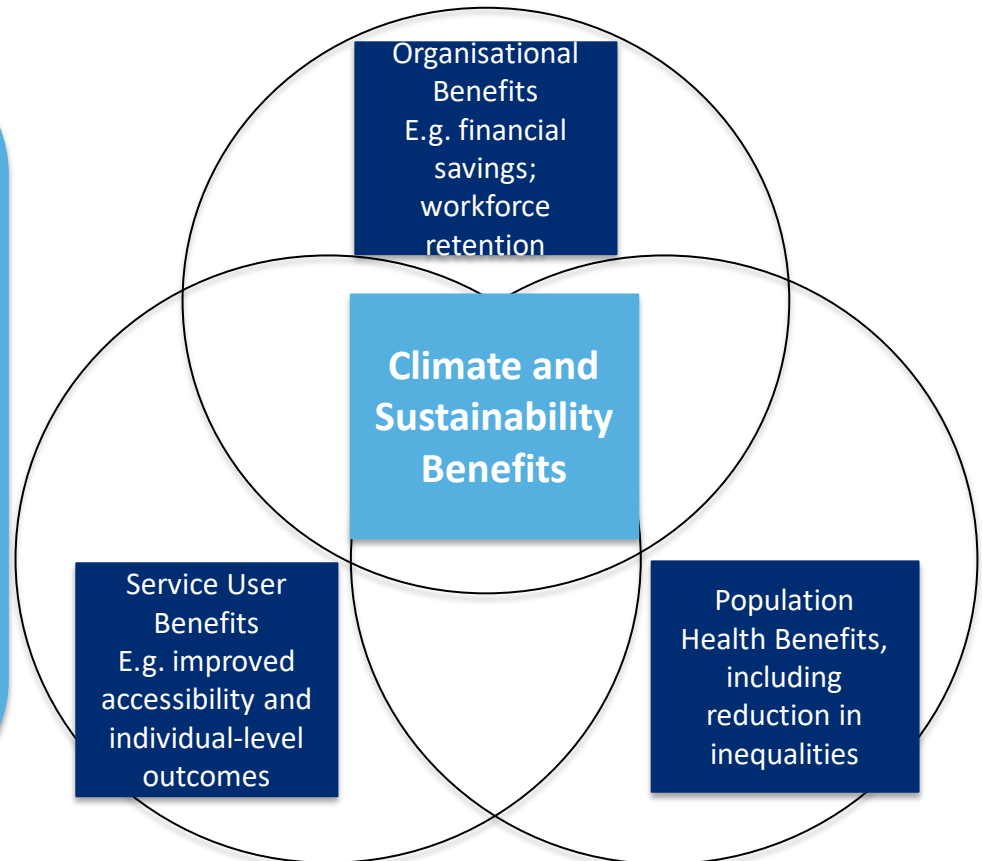 Organisational
Benefits
E.g. financial
savings;
workforce
retention
Climate and
Sustainability
Benefits
Service User
Benefits
E.g. improved
accessibility and
individual-level
outcomes
Population
Health Benefits,
including
reduction in
inequalities